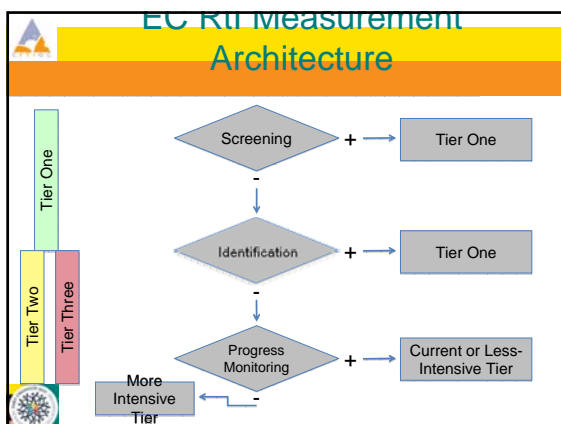 EC RtI Measurement
Architecture
Screening
+
Tier One
-
Tier One
Identification
+
Tier One
-
Tier Two
Tier Three
Progress
Monitoring
+
Current or Less-
Intensive Tier
-
More
Intensive
Tier